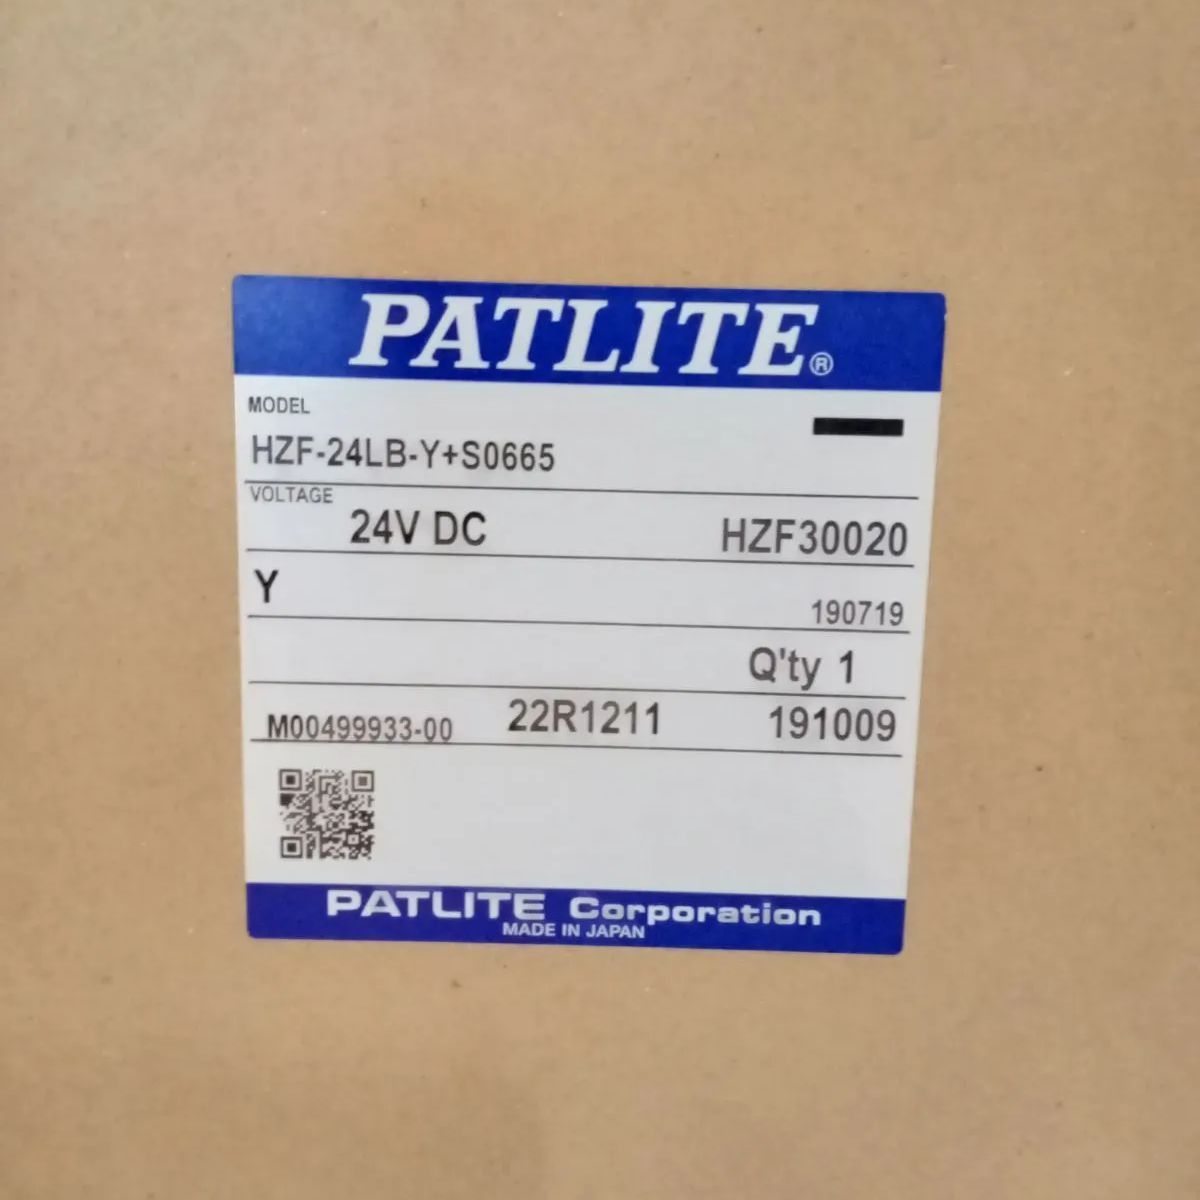 PATLITE®
MODEL
HZF-24LB-Y+S0665
VOLTAGE
24V DC HZF30020
Y
190719
Q'ty 1
M00499933-00 22R1211 191009
PATLITE Corporation
MADE IN JAPAN